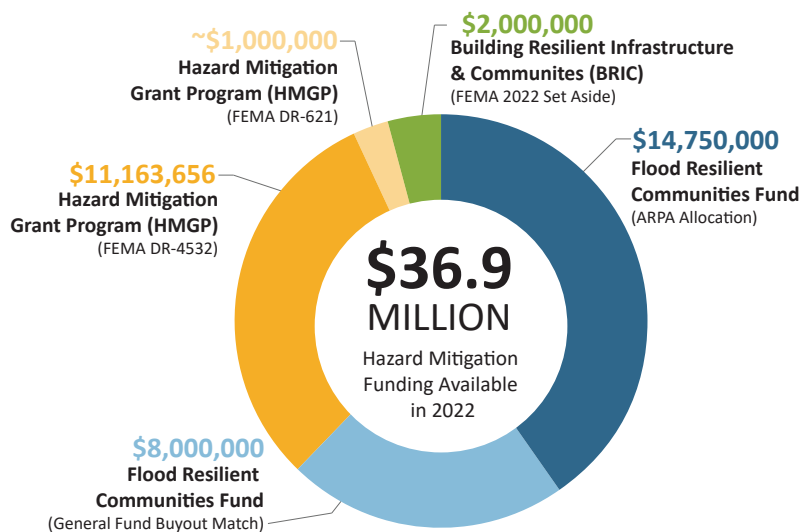 ~$1,000,000
Hazard Mitigation
Grant Program (HMGP)
(FEMA DR-621)
$2,000,000
Building Resilient Infrastructure
& Communites (BRIC)
(FEMA 2022 Set Aside)
$14,750,000
Flood Resilient
Communities Fund
(ARPA Allocation)
$11,163,656
Hazard Mitigation
Grant Program (HMGP)
(FEMA DR-4532)
$36.9
MILLION
Hazard Mitigation
Funding Available
in 2022
$8,000,000
Flood Resilient
Communities Fund
(General Fund Buyout Match)